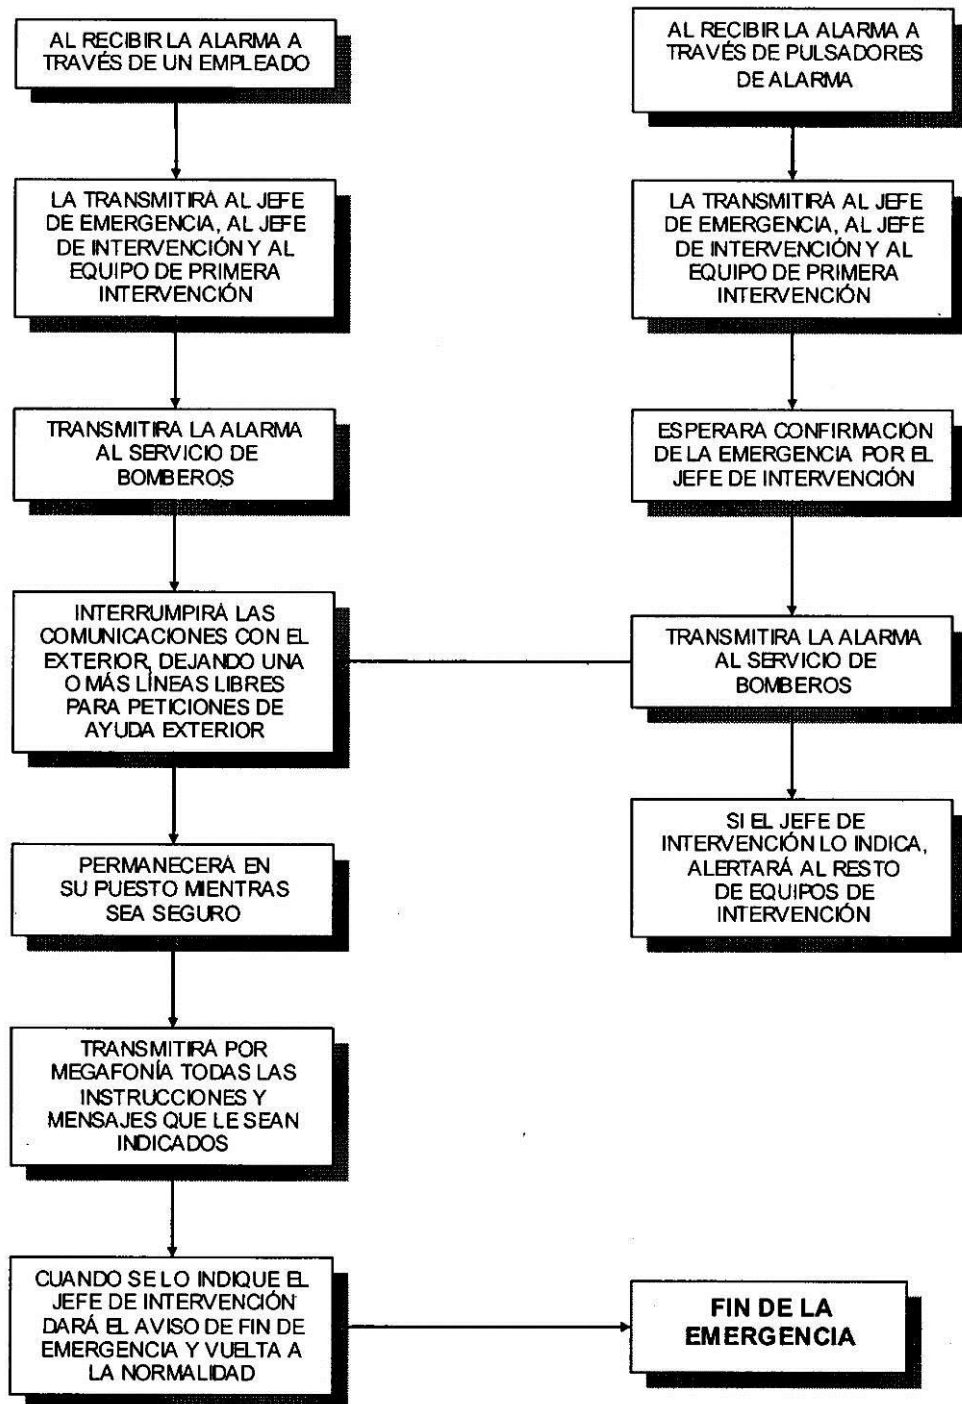 AL RECIBIR LA ALARMA A
TRAVÉS DE UN EMPLEADO
LA TRANSMITIRÁ AL JEFE
DE EMERGENCIA, AL JEFE
DE INTERVENCIÓN Y AL
EQUIPO DE PRIMERA
INTERVENCIÓN
TRANSMITIRA LA ALARMA
AL SERVICIO DE
BOMBEROS
INTERRUMPIRÁ LAS
COMUNICACIONES CON EL
EXTERIOR, DEJANDO UNA
O MÁS LÍNEAS LIBRES
PARA PETICIONES DE
AYUDA EXTERIOR
PERMANECERÁ EN
SU PUESTO MIENTRAS
SEA SEGURO
TRANSMITIRA POR
MEGAFONÍA TODAS LAS
INSTRUCCIONES Y
MENSAJES QUE LE SEAN
INDICADOS
CUANDO SE LO INDIQUE EL
JEFE DE INTERVENCIÓN
DARÁ EL AVISO DE FIN DE
EMERGENCIA Y VUELTA A
LA NORMALIDAD
AL RECIBIR LA ALARMA A
TRAVÉS DE PULSADORES
DE ALARMA
LA TRANSMITIRÁ AL JEFE
DE EMERGENCIA, AL JEFE
DE INTERVENCIÓN Y AL
EQUIPO DE PRIMERA
INTERVENCIÓN
ESPERARA CONFIRMACIÓN
DE LA EMERGENCIA POR EL
JEFE DE INTERVENCIÓN
TRANSMITIRA LA ALARMA
AL SERVICIO DE
BOMBEROS
SI EL JEFE DE
INTERVENCIÓN LO INDICA,
ALERTARÁ AL RESTO
DE EQUIPOS DE
INTERVENCIÓN
FIN DE LA
EMERGENCIA